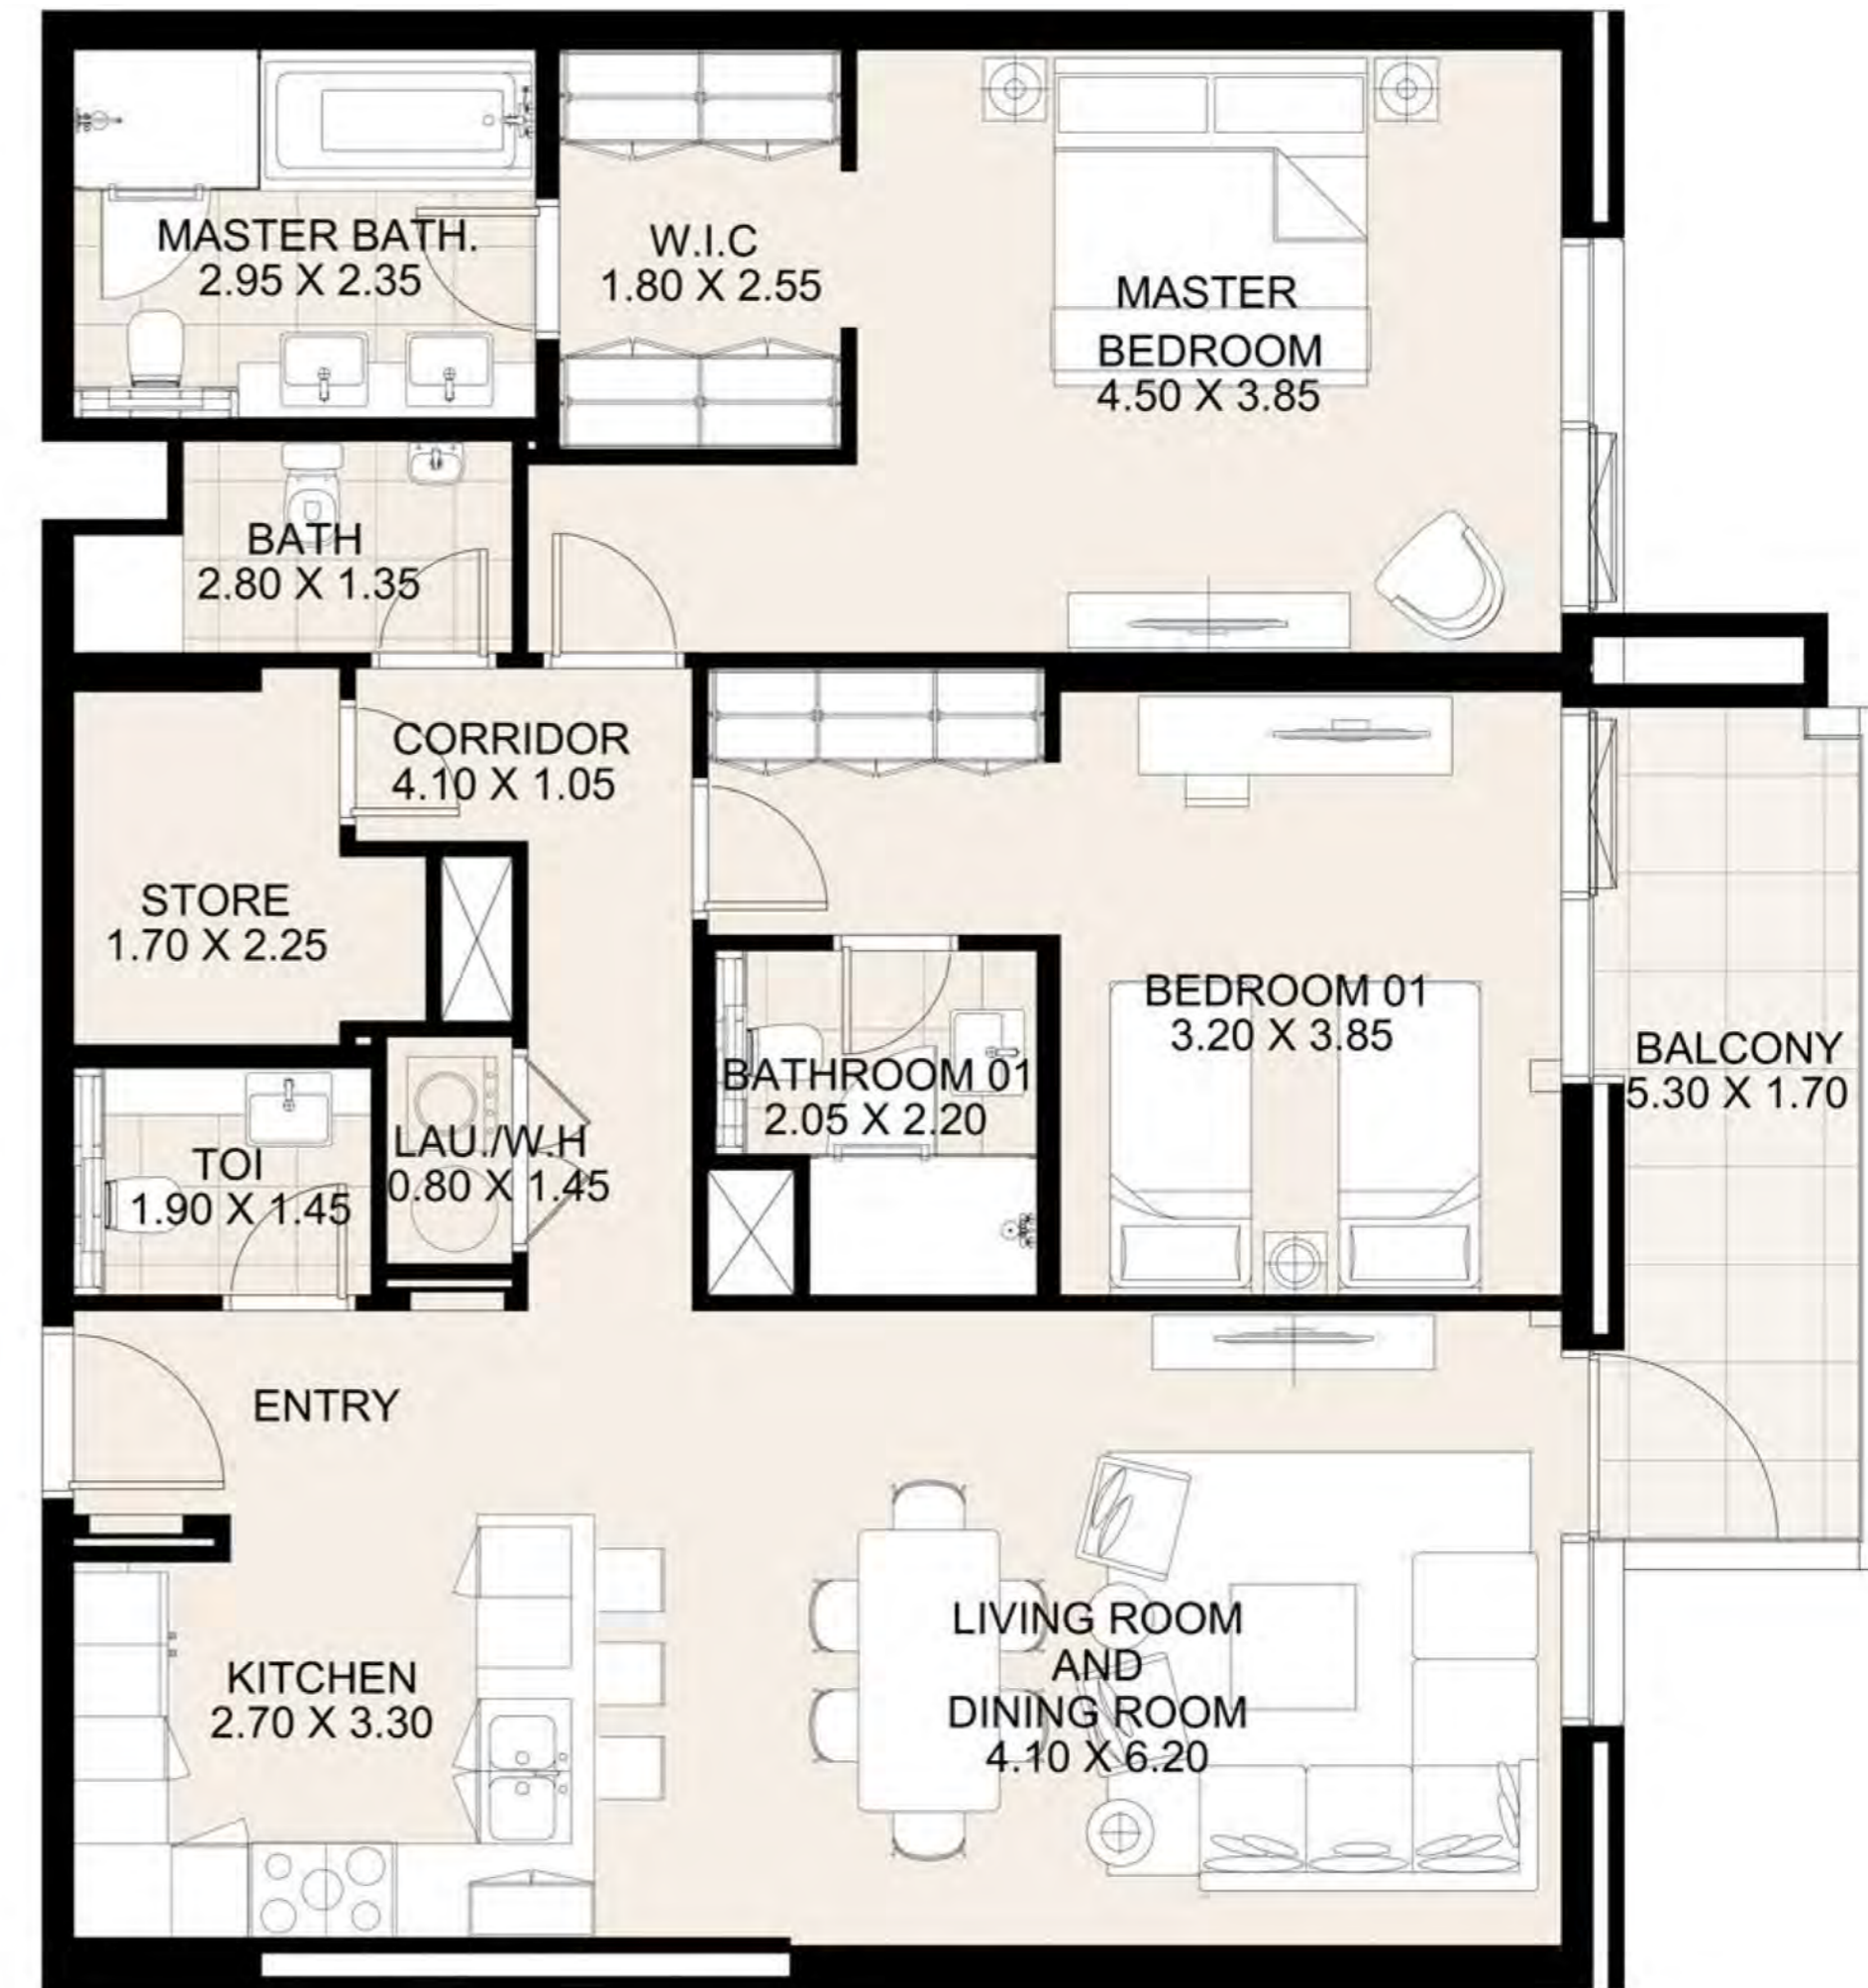 MASTER BATH.
2.95 X 2.35
W.I.C
1.80 X 2.55
MASTER
BEDROOM
4.50 X 3.85
BATH
2.80 X 1.35
CORRIDOR
4.10 X 1.05
STORE
1.70 X 2.25
BEDROOM 01
3.20 X 3.85
BALCONY
5.30 X 1.70
BATHROOM 01
2.05 X 2.20
LAU./W.H
0.80 X 1.45
TOI
1.90 X 1.45
ENTRY
KITCHEN
2.70 X 3.30
LIVING ROOM
AND
DINING ROOM
4.10 X 6.20